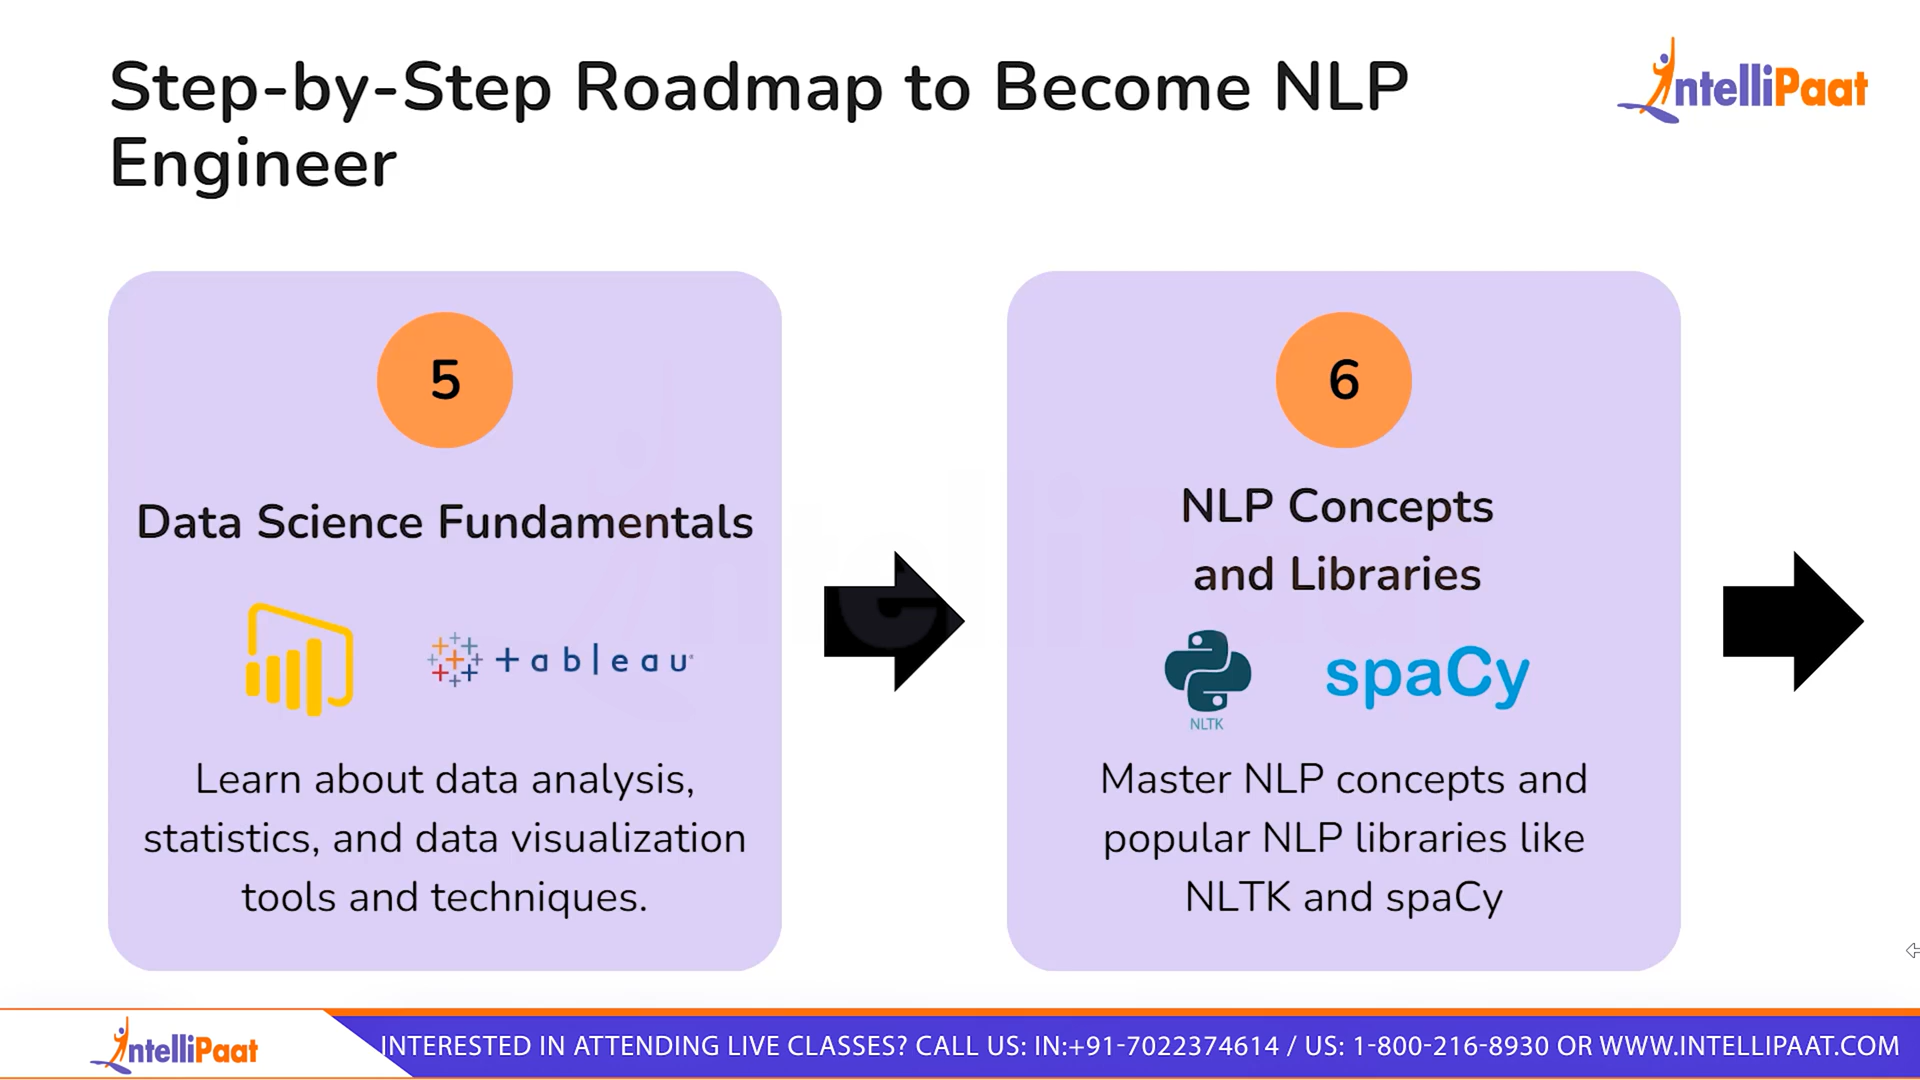 Step-by-Step Roadmap to Become NLP
Engineer
IntelliPaat
5
Data Science Fundamentals
+ableau
Learn about data analysis,
statistics, and data visualization
tools and techniques.
6
NLP Concepts
and Libraries
NLTK
spaCy
Master NLP concepts and
popular NLP libraries like
NLTK and spaCy
IntelliPaat
IntelliPaat
INTERESTED IN ATTENDING LIVE CLASSES? CALL US: IN:+91-7022374614 / US: 1-800-216-8930 OR WWW.INTELLIPAAT.COM